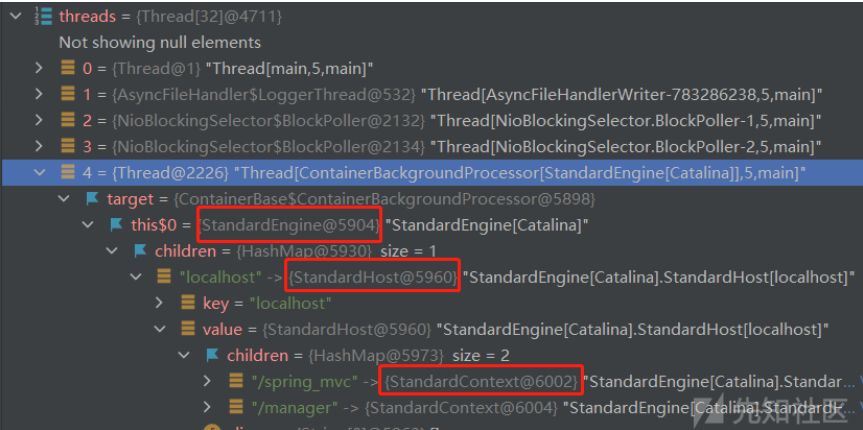 threads = {Thread[32]@4711}
Not showing null elements
0 = {Thread@1} "Thread[main,5,main]"
1 = {AsyncFileHandler$LoggerThread@532} "Thread[AsyncFileHandlerWriter-783286238,5,main]"
2 = {NioBlockingSelector$BlockPoller@2132} "Thread[NioBlockingSelector.BlockPoller-1,5,main]"
3 = {NioBlockingSelector$BlockPoller@2134} "Thread[NioBlockingSelector.BlockPoller-2,5,main]"
4 = {Thread@2226} "Thread[ContainerBackgroundProcessor[StandardEngine[Catalina]],5,main]"
target = {ContainerBase$ContainerBackgroundProcessor@5898}
this$0 = {StandardEngine@5904} "StandardEngine[Catalina]"
children = {HashMap@5930} size = 1
"localhost" -> {StandardHost@5960} "StandardEngine[Catalina].StandardHost[localhost]"
key = "localhost"
value = {StandardHost@5960} "StandardEngine[Catalina].StandardHost[localhost]"
children = {HashMap@5973} size = 2
"/spring_mvc" -> {StandardContext@6002} "StandardEngine[Catalina].Standar...
"/manager" -> {StandardContext@6004} "StandardEngine[Catalina].StandardH...
先知社区